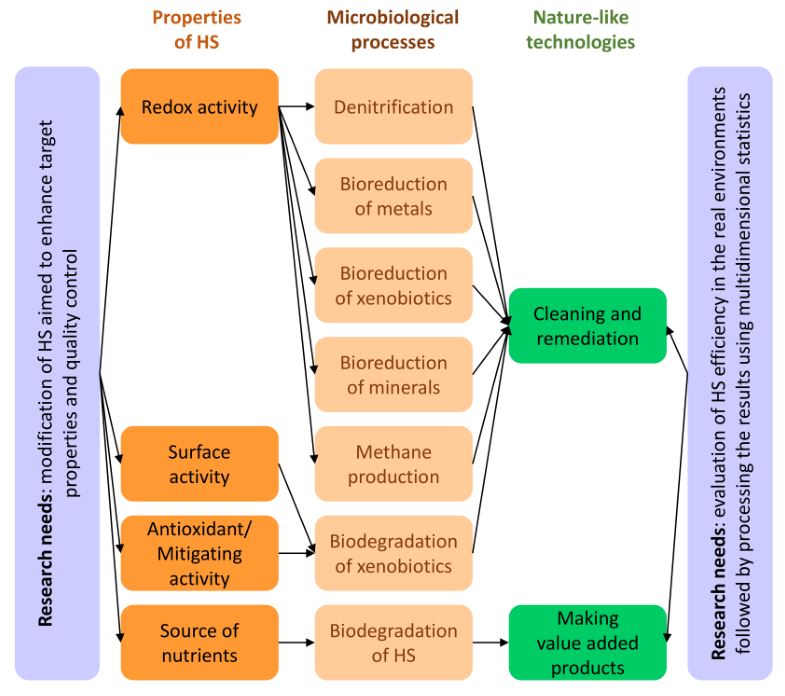 Properties
of HS
Microbiological
processes
Nature-like
technologies
Research needs: modification of HS aimed to enhance target
properties and quality control
Redox activity
Surface
activity
Antioxidant/
Mitigating
activity
Source of
nutrients
Denitrification
Bioreduction
of metals
Bioreduction
of xenobiotics
Bioreduction
of minerals
Methane
production
Biodegradation
of xenobiotics
Biodegradation
of HS
Cleaning and
remediation
Making
value added
products
Research needs: evaluation of HS efficiency in the real environments
followed by processing the results using multidimensional statistics